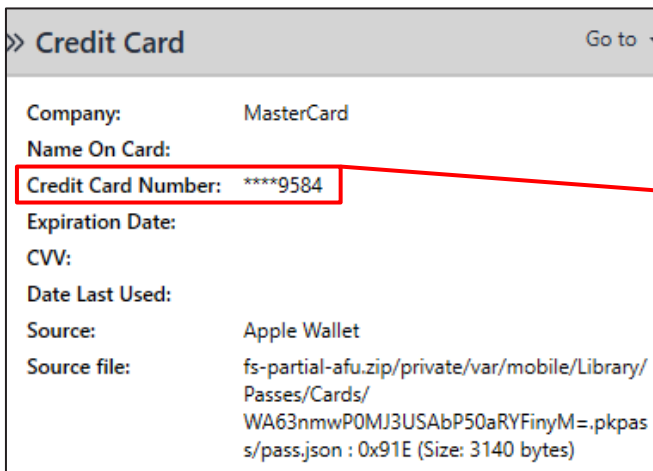 » Credit Card Go to
Company: MasterCard
Name On Card:
Credit Card Number: ****9584
Expiration Date:
CVV:
Date Last Used:
Source: Apple Wallet
Source file: fs-partial-afu.zip/private/var/mobile/Library/
Passes/Cards/
WA63nmwP0MJ3USAbP50aRYFinyM=.pkpas
s/pass.json : 0x91E (Size: 3140 bytes)